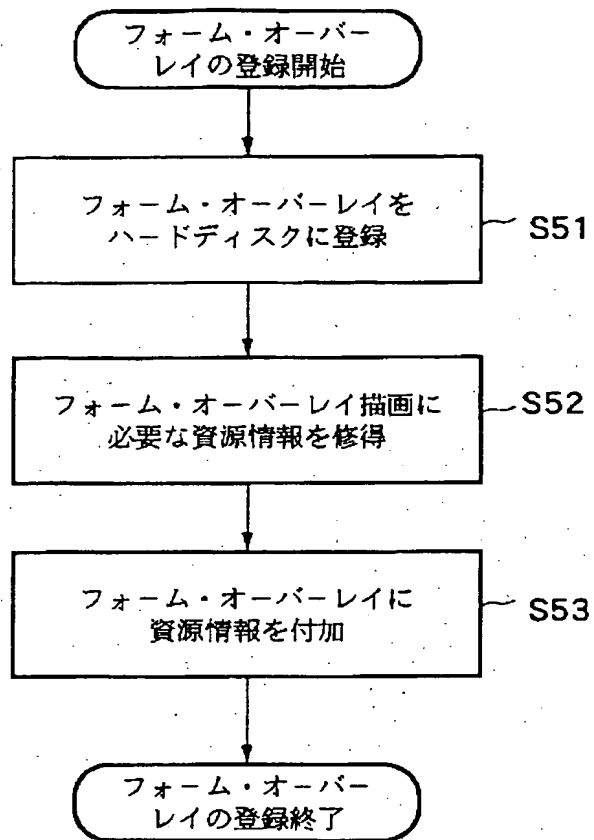 フォーム・オーバー
レイの登録開始
フォーム・オーバーレイを
ハードディスクに登録
S51
フォーム・オーバーレイ描画に
必要な資源情報を修得
S52
フォーム・オーバーレイに
資源情報を付加
S53
フォーム・オーバー
レイの登録終了